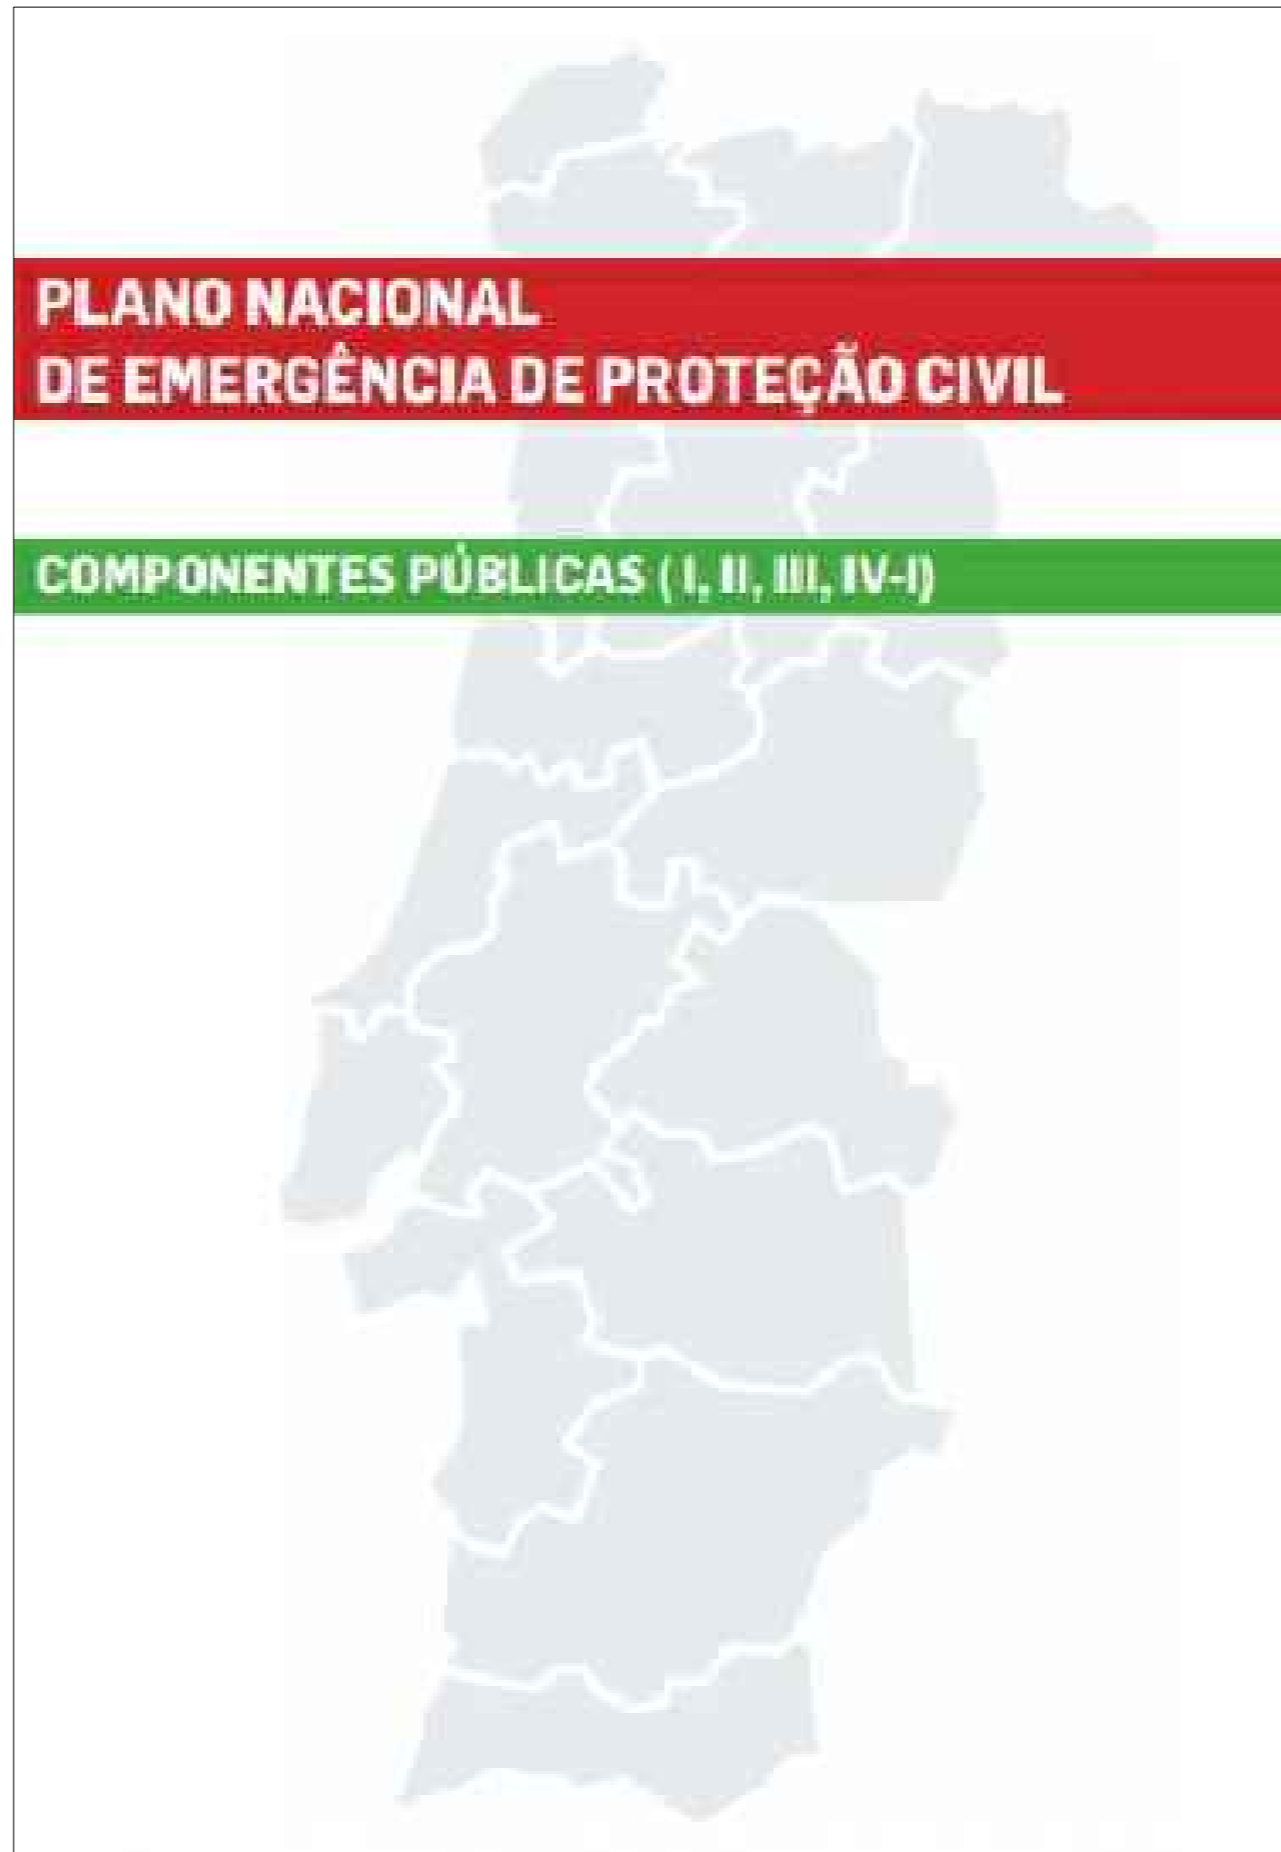 PLANO NACIONAL
DE EMERGÊNCIA DE PROTEÇÃO CIVIL
COMPONENTES PÚBLICAS ( I, II, III, IV-I)